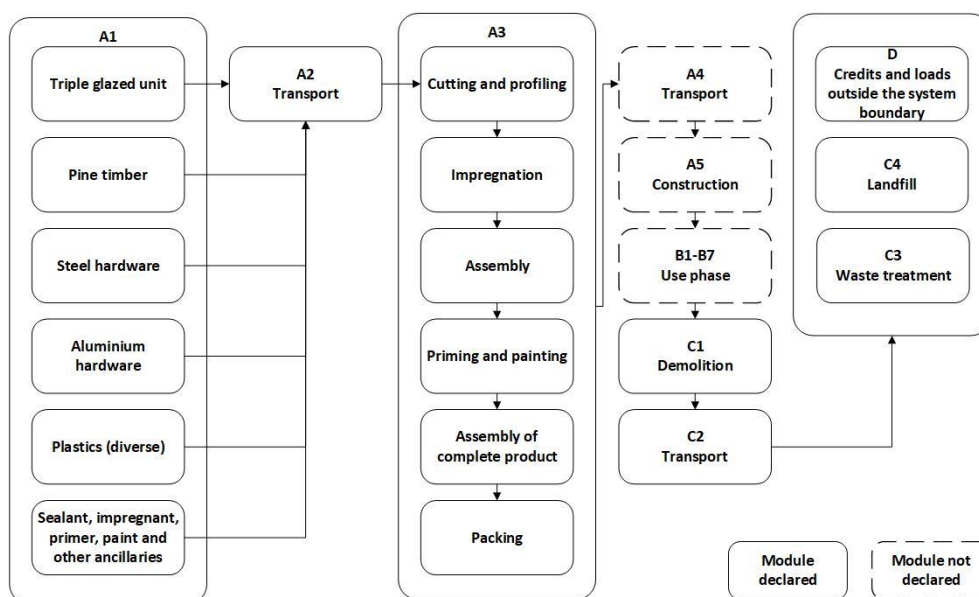 A1
Triple glazed unit
Pine timber
Steel hardware
Aluminium
hardware
Plastics (diverse)
Sealant, impregnant,
primer, paint and
other ancillaries
A2
Transport
A3
Cutting and profiling
Impregnation
Assembly
Priming and painting
Assembly of
complete product
Packing
A4
Transport
A5
Construction
B1-B7
Use phase
C1
Demolition
C2
Transport
D
Credits and loads
outside the system
boundary
C4
Landfill
C3
Waste treatment
Module
declared
Module not
declared